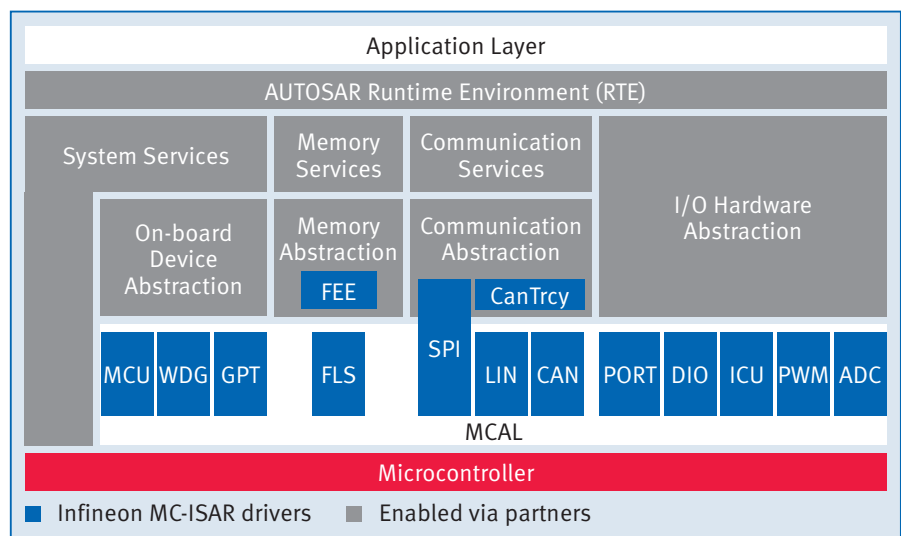 Application Layer
AUTOSAR Runtime Environment (RTE)
System Services
Memory
Services
Communication
Services
I/O Hardware
Abstraction
On-board
Device
Abstraction
Memory
Abstraction
FEE
Communication
Abstraction
CanTrcy
MCU
WDG
GPT
FLS
SPI
LIN
CAN
PORT
DIO
ICU
PWM
ADC
MCAL
Microcontroller
Infineon MC-ISAR drivers
Enabled via partners